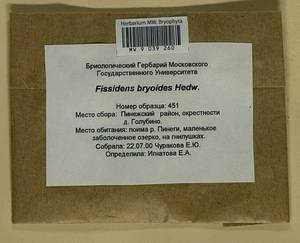 Herbarium MW, Bryophyta
MW 9 039 260
Бриологический Гербарий Московского
Государственного Университета
Fissidens bryoides Hedw.
Номер образца: 451
Место сбора: Пинежский район, окрестности
д. Голубино.
Место обитания: пойма р. Пинеги, маленькое
заболоченное озерко, на гнилушках.
Собрала: 22.07.00 Чуракова Е.Ю.
Определила: Игнатова Е.А.